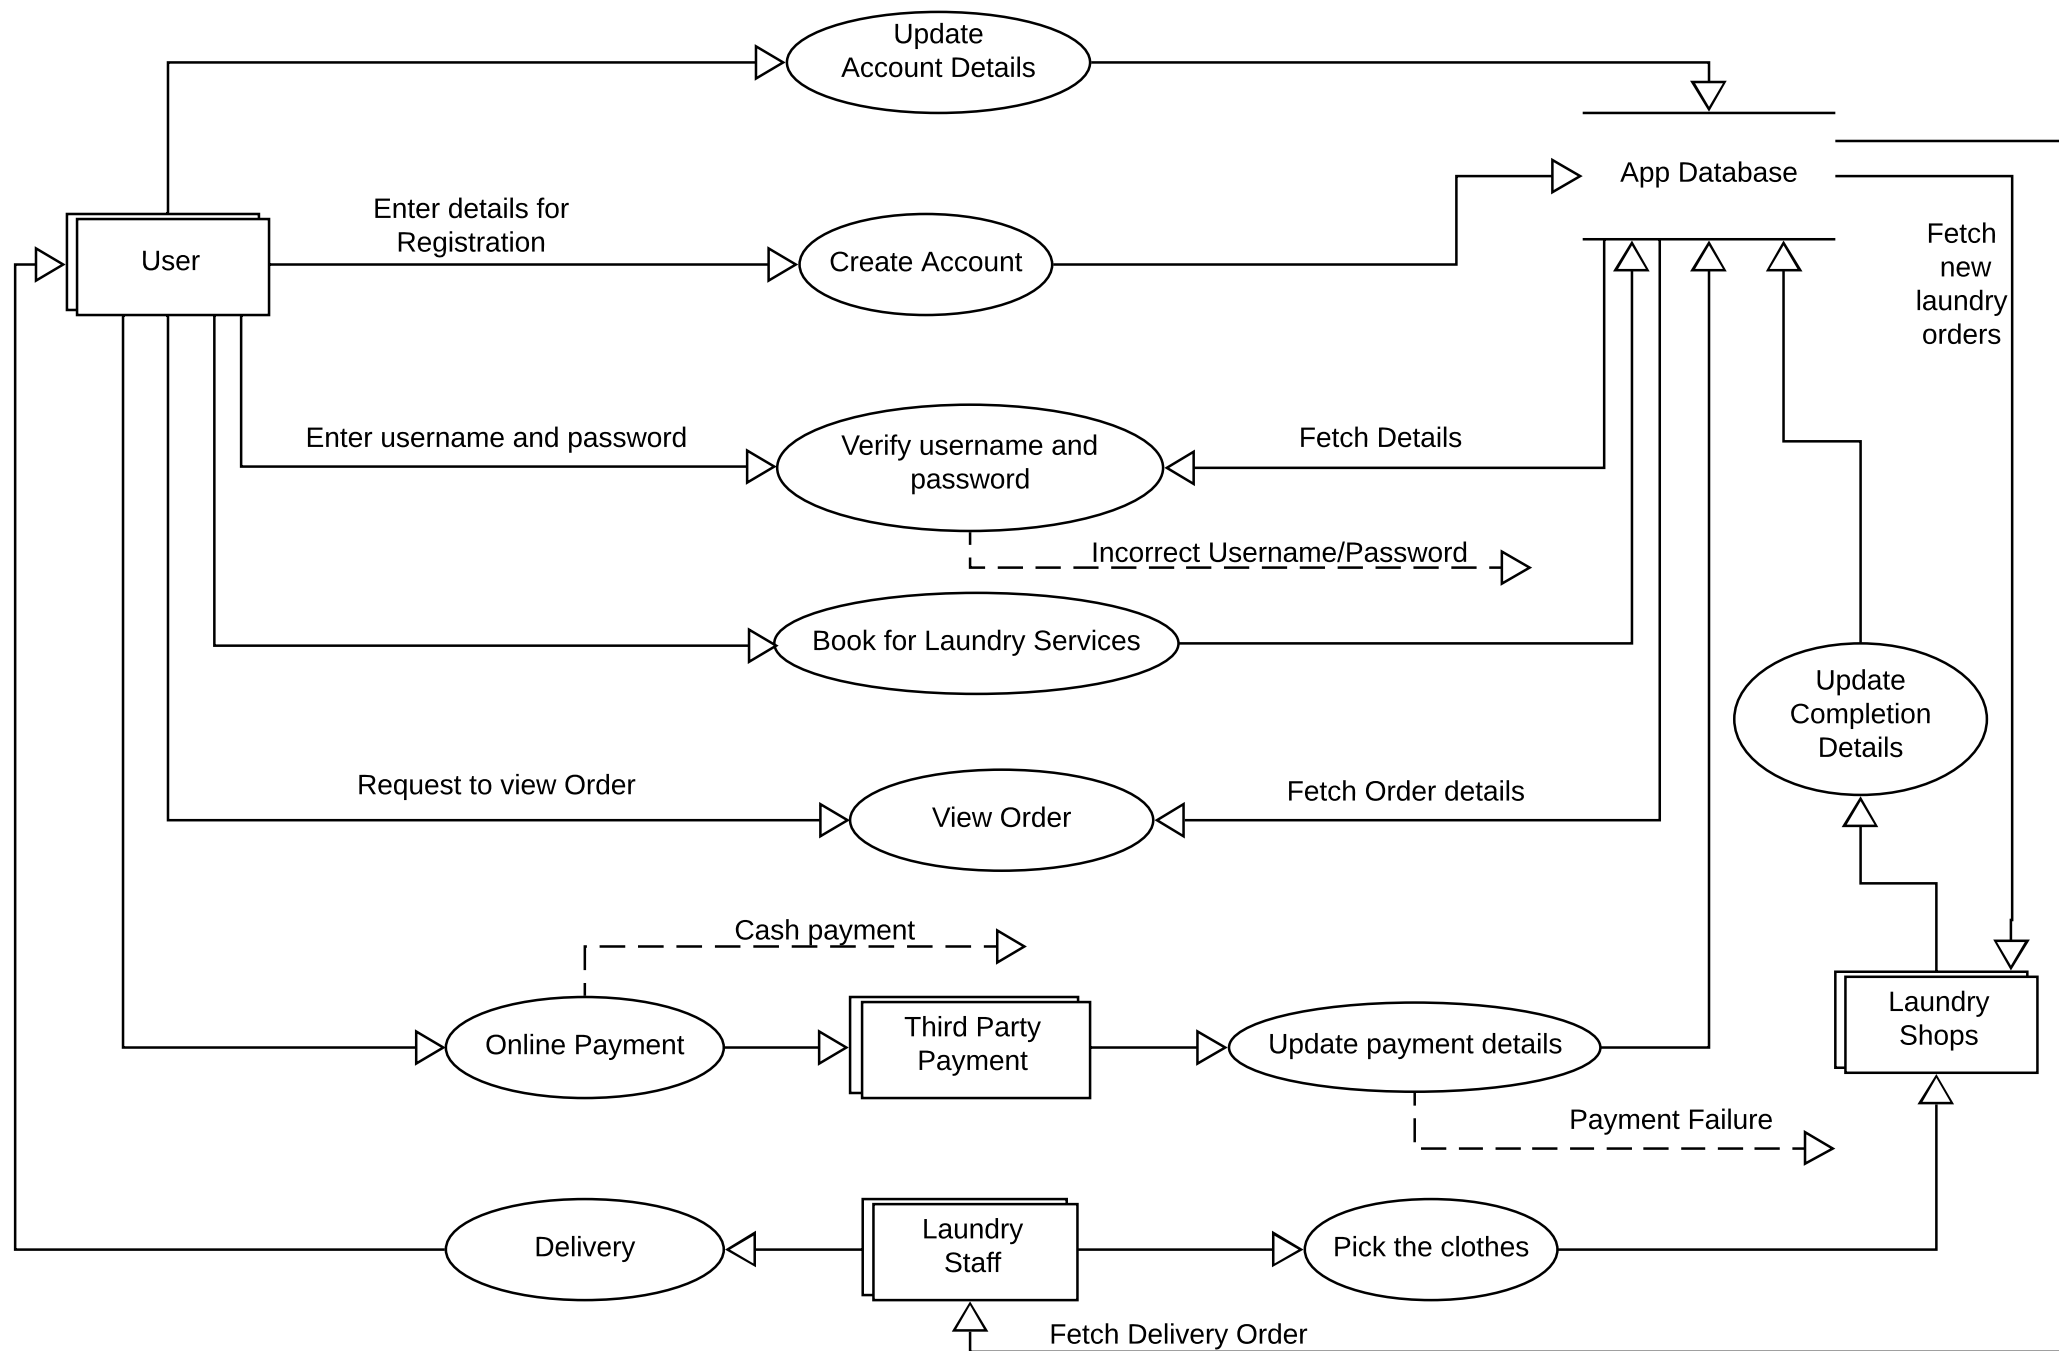 Update
Account Details
App Database
Enter details for
Registration
User
Create Account
Fetch
new
laundry
orders
Enter username and password
Verify username and
password
Fetch Details
Incorrect Username/Password
Book for Laundry Services
Update
Completion
Details
Request to view Order
View Order
Fetch Order details
Cash payment
Online Payment
Third Party
Payment
Update payment details
Laundry
Shops
Payment Failure
Delivery
Laundry
Staff
Pick the clothes
Fetch Delivery Order